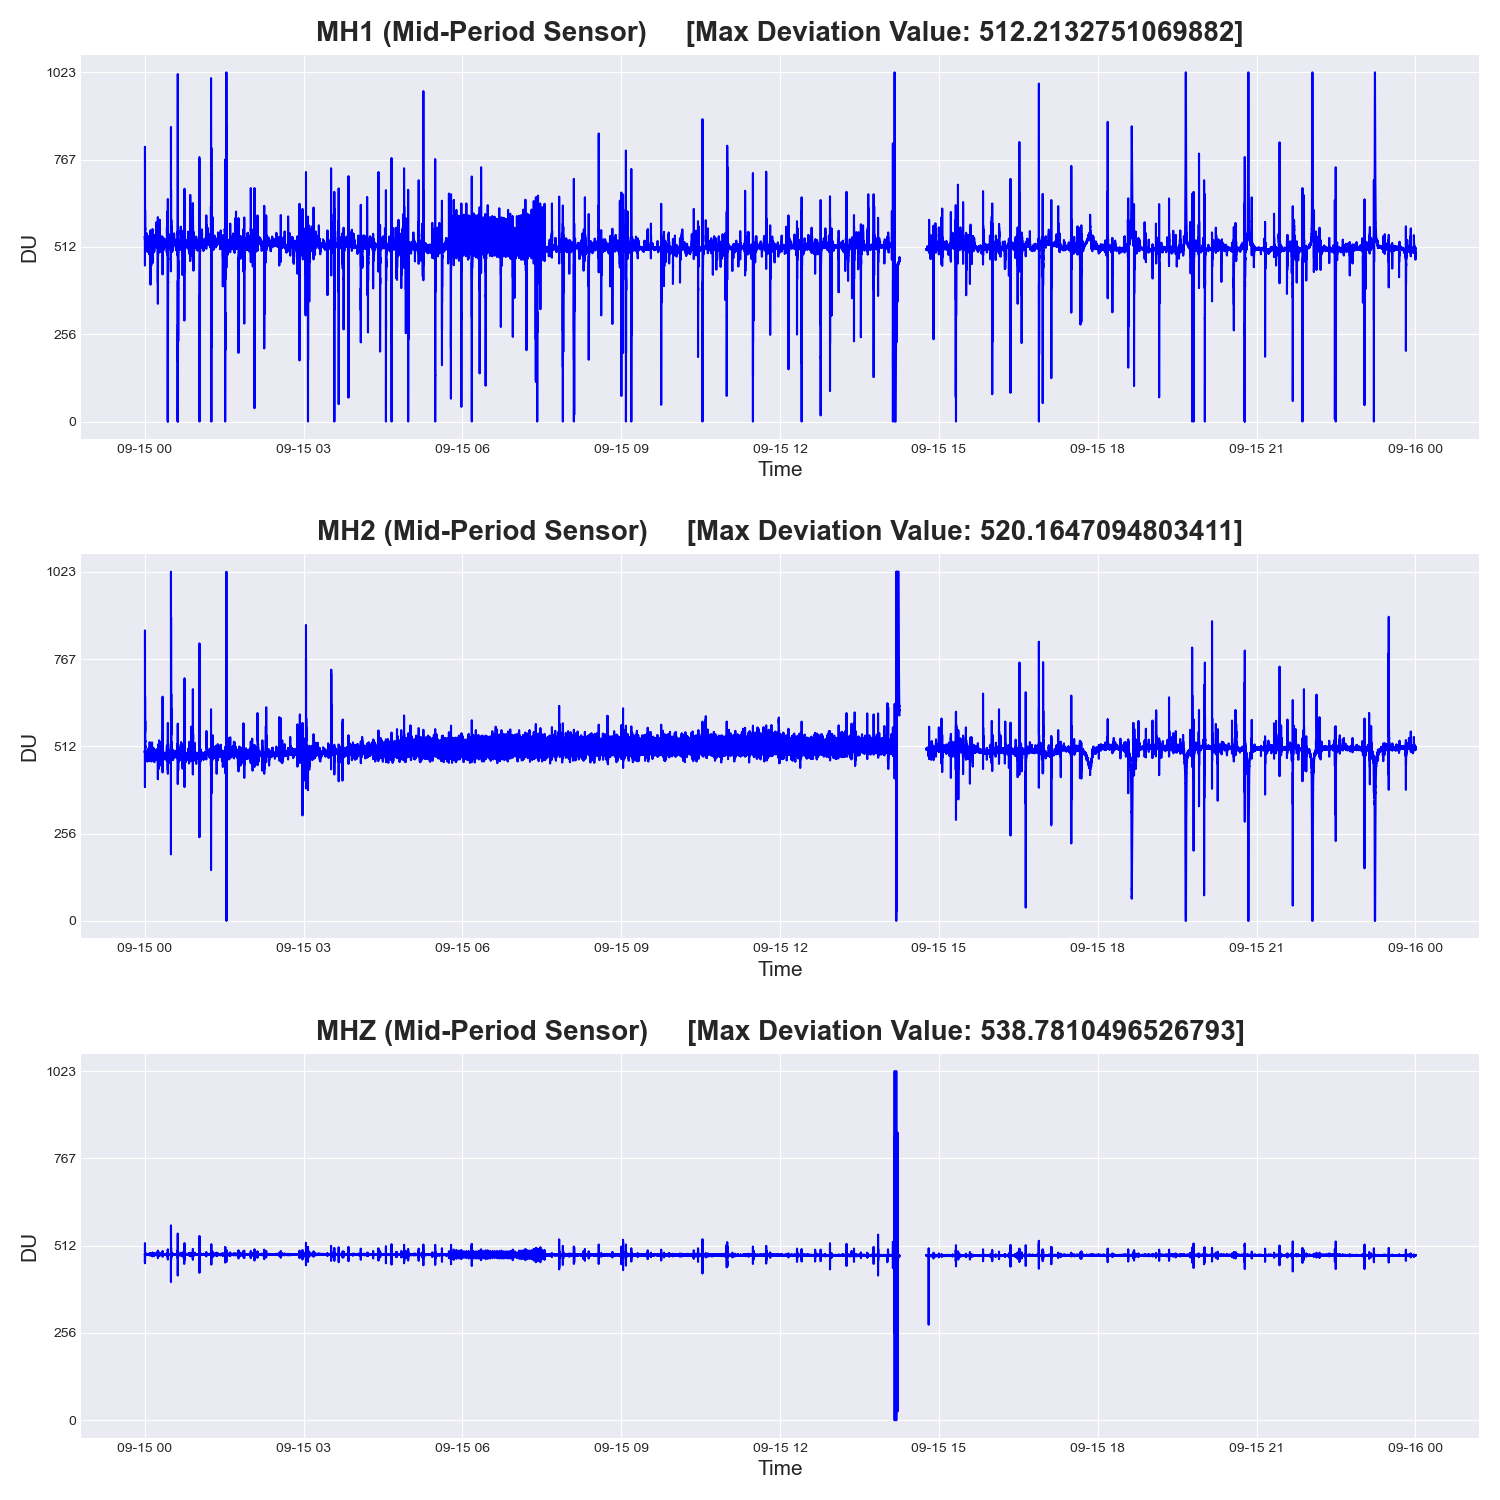 MH1 (Mid-Period Sensor) [Max Deviation Value: 512.2132751069882]
1023
767
512
256
0
DU
09-15 00 09-15 03 09-15 06 09-15 09 09-15 12 09-15 15 09-15 18 09-15 21 09-16 00
Time
MH2 (Mid-Period Sensor) [Max Deviation Value: 520.1647094803411]
1023
767
512
256
0
DU
09-15 00 09-15 03 09-15 06 09-15 09 09-15 12 09-15 15 09-15 18 09-15 21 09-16 00
Time
MHZ (Mid-Period Sensor) [Max Deviation Value: 538.7810496526793]
1023
767
512
256
0
DU
09-15 00 09-15 03 09-15 06 09-15 09 09-15 12 09-15 15 09-15 18 09-15 21 09-16 00
Time